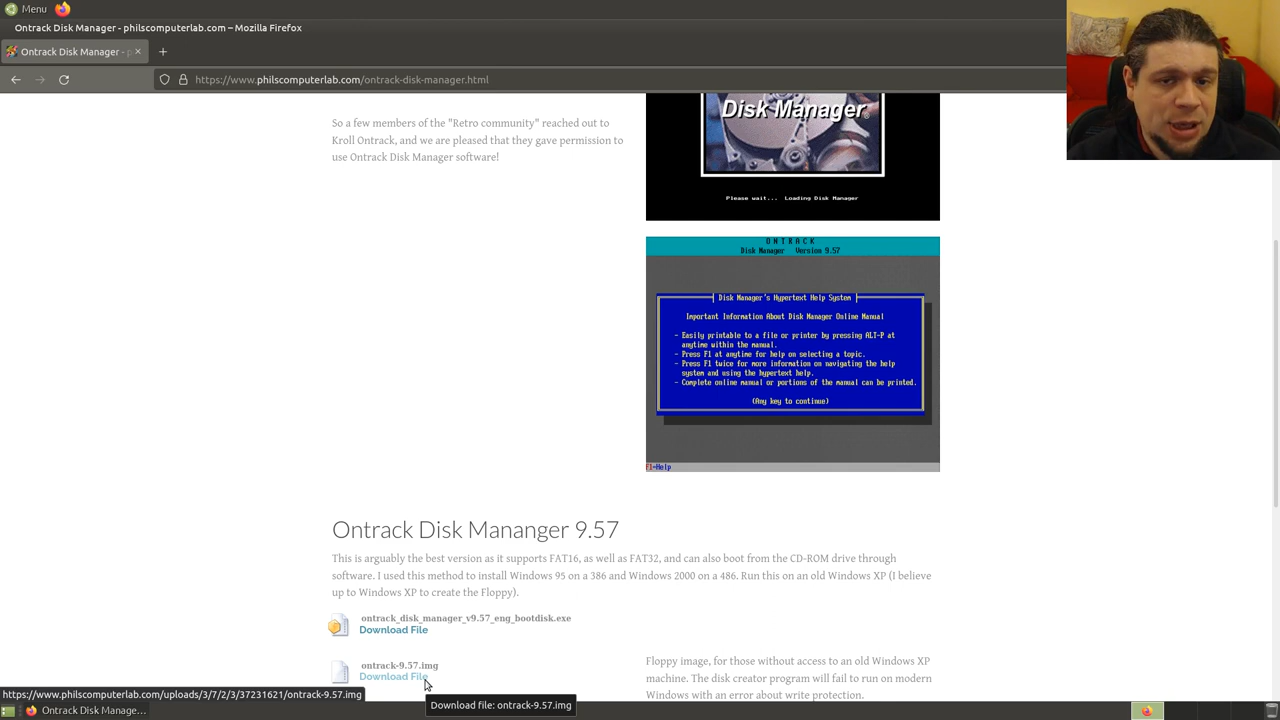 Menu
Ontrack Disk Manager - philscomputerlab.com — Mozilla Firefox
Ontrack Disk Manager - p
https://www.philscomputerlab.com/ontrack-disk-manager.html
So a few members of the "Retro community" reached out to
Kroll Ontrack, and we are pleased that they gave permission to
use Ontrack Disk Manager software!
Disk Manager®
Please wait... Loading Disk Manager
ONTRACK
Disk Manager Version 9.57
Disk Manager's Hypertext Help System
Important Information About Disk Manager Online Manual
- Easily printable to a file or printer by pressing ALT-P at
anytime within the manual.
- Press F1 at anytime for help on selecting a topic.
- Press F1 twice for more information on navigating the help
system and using the hypertext help.
- Complete online manual or portions of the manual can be printed.
(Any key to continue)
F1=Help
Ontrack Disk Mananger 9.57
This is arguably the best version as it supports FAT16, as well as FAT32, and can also boot from the CD-ROM drive through
software. I used this method to install Windows 95 on a 386 and Windows 2000 on a 486. Run this on an old Windows XP (I believe
up to Windows XP to create the Floppy).
ontrack_disk_manager_v9.57_eng_bootdisk.exe
Download File
ontrack-9.57.img
Download File
Floppy image, for those without access to an old Windows XP
machine. The disk creator program will fail to run on modern
Windows with an error about write protection.
https://www.philscomputerlab.com/uploads/3/7/2/3/37231621/ontrack-9.57.img
Download file: ontrack-9.57.img
Ontrack Disk Manage...